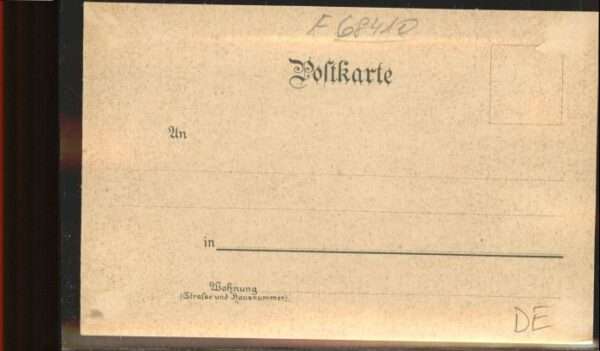 F 68410
Postkarte
An
in
Wohnung
(Straße und Hausnummer)
DE